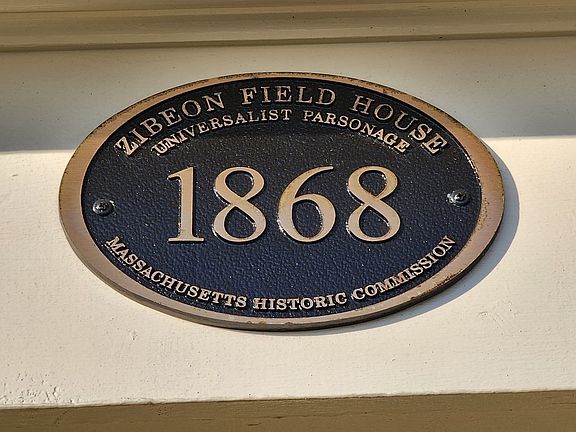 ZIBEON FIELD HOUSE
UNIVERSALIST PARSONAGE
1868
MASSACHUSETTS HISTORIC COMMISSION